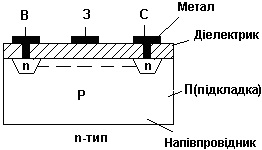 В З С Метал
Діелектрик
n n
Р П(підкладка)
n-тип Напівпровідник